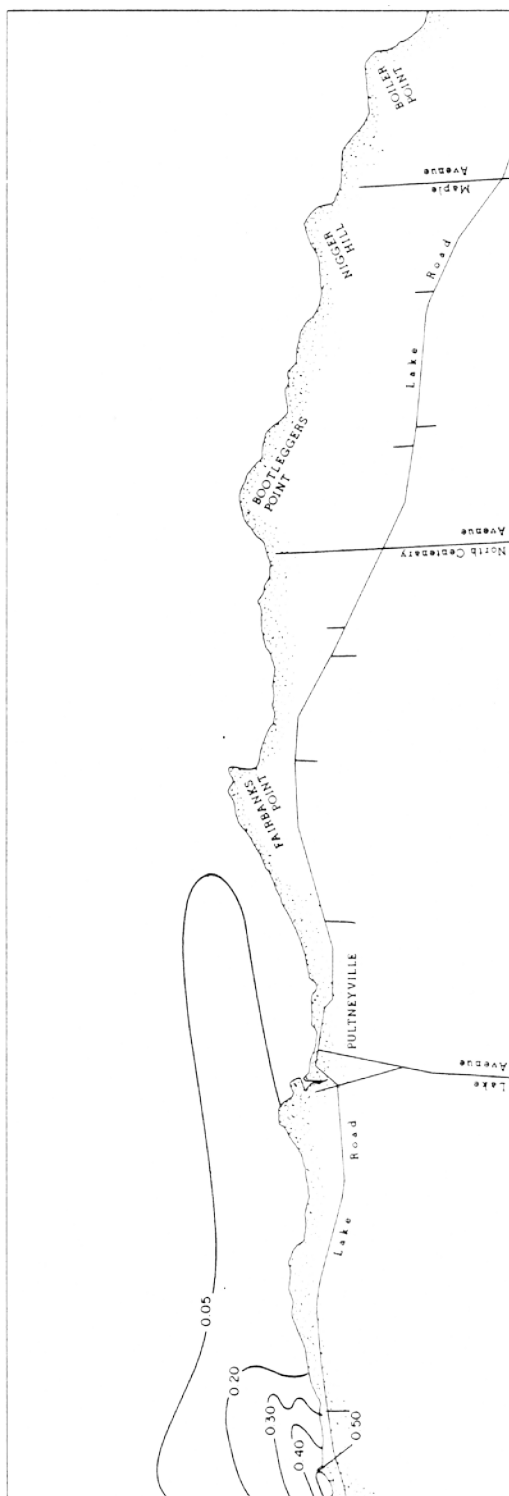 BOILER
POINT
Maple
Avenue
NIGGER
HILL
Lake Road
BOOTLEGGERS
POINT
North Centenary
Avenue
FAIRBANKS
POINT
PULTNEYVILLE
Lake
Avenue
Lake Road
0.05
0.20
0.30
0.40
0.50